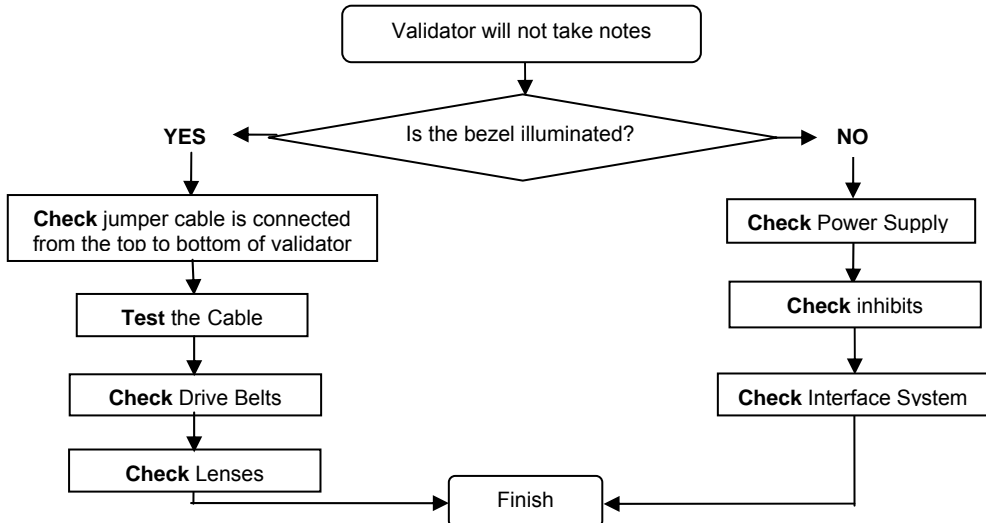 Validator will not take notes
Is the bezel illuminated?
YES
NO
Check jumper cable is connected
from the top to bottom of validator
Check Power Supply
Test the Cable
Check inhibits
Check Drive Belts
Check Interface System
Check Lenses
Finish